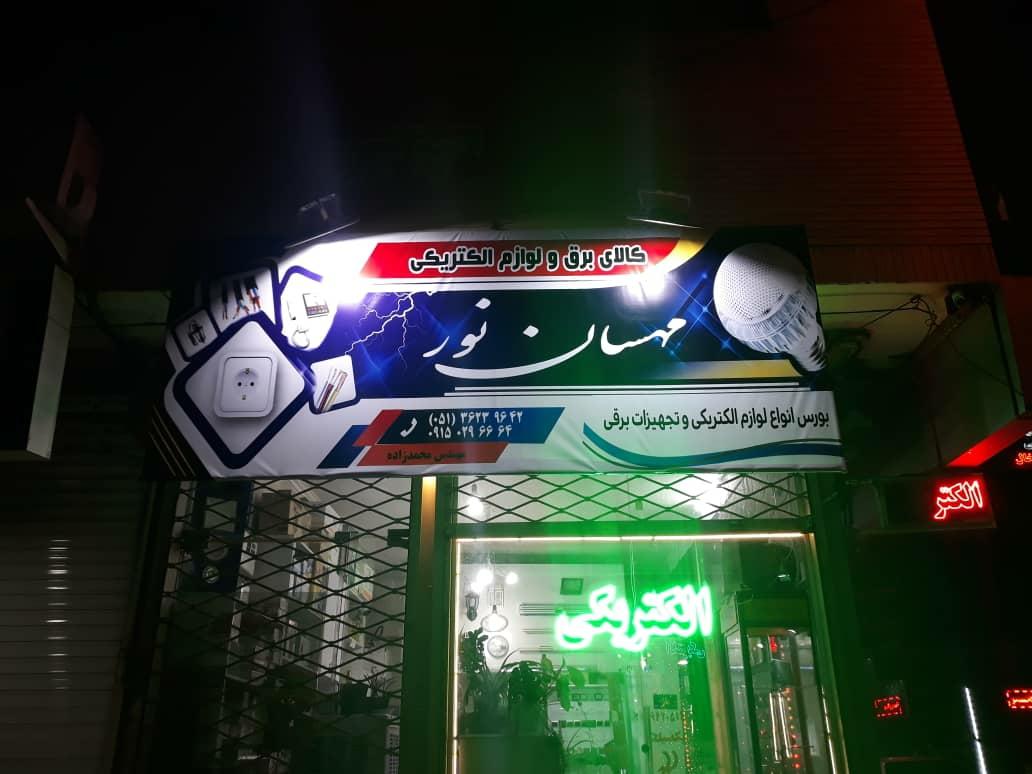 کالای برق و لوازم الکتریکی
مهسان نور
بورس انواع لوازم الکتریکی و تجهیزات برقی
(۰۵۱) ۳۶۲۳ ۹۶ ۴۲
۰۹۱۵ ۰۲۹ ۶۶ ۶۴
مهندس محمدزاده
الکتر
الکتریکی